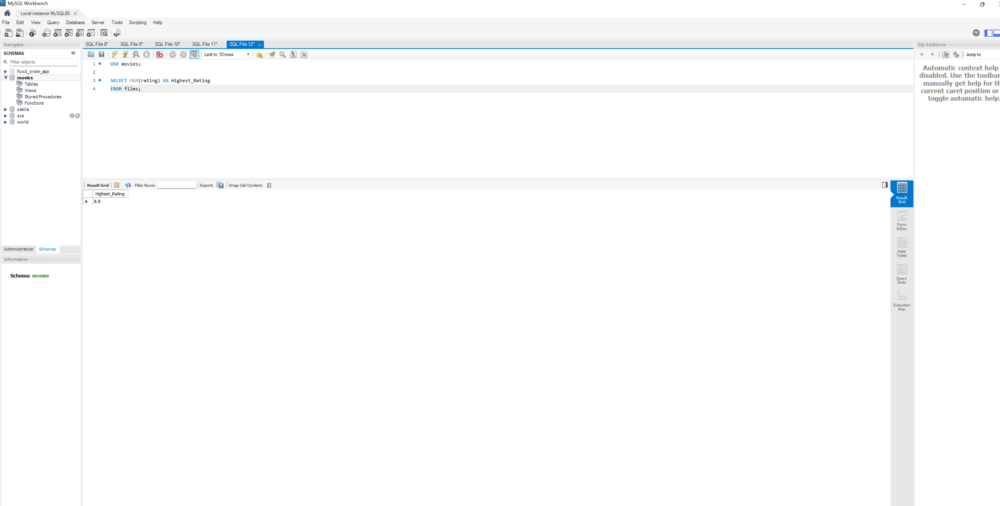 MySQL Workbench
Local instance MySQL80
File Edit View Query Database Server Tools Scripting Help
Navigator
SCHEMAS
Filter objects
food_order_app
movies
Tables
Views
Stored Procedures
Functions
sakila
sys
world
Administration Schemas
Information
Schema: movies
SQL File 8* SQL File 9* SQL File 10* SQL File 11* SQL File 12*
Limit to 10 rows
1 USE movies;
2
3 SELECT MAX(rating) AS Highest_Rating
4 FROM films;
Result Grid Filter Rows: Export: Wrap Cell Content:
Highest_Rating
8.8
Result
Grid
Form
Editor
Field
Types
Query
Stats
Execution
Plan
SQLAdditions
Jump to
Automatic context help
disabled. Use the toolbar
manually get help for th
current caret position or
toggle automatic help.